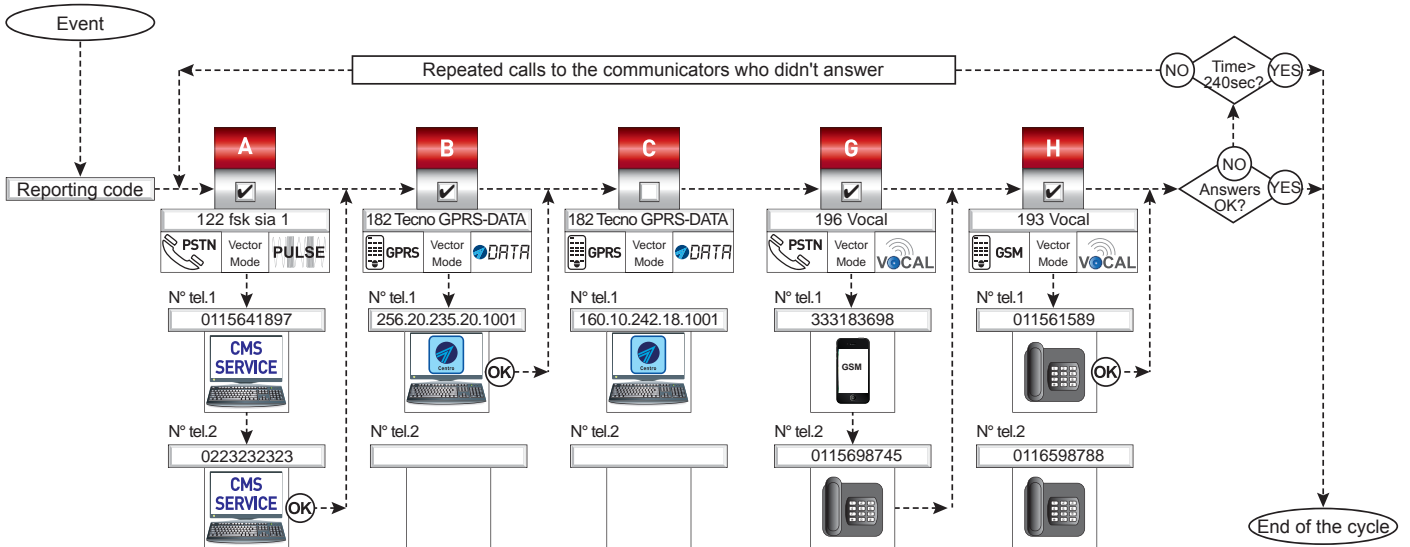 Event
Repeated calls to the communicators who didn't answer
NO
Time>
240sec?
YES
Reporting code
A
B
C
G
H
NO
Answers
OK?
YES
122 fsk sia 1
182 Tecno GPRS-DATA
182 Tecno GPRS-DATA
196 Vocal
193 Vocal
PSTN
Vector
Mode
PULSE
GPRS
Vector
Mode
DATA
GPRS
Vector
Mode
DATA
PSTN
Vector
Mode
VOCAL
GSM
Vector
Mode
VOCAL
N° tel.1
N° tel.1
N° tel.1
N° tel.1
N° tel.1
0115641897
256.20.235.20.1001
160.10.242.18.1001
333183698
011561589
CMS
SERVICE
Centro
OK
Centro
GSM
OK
N° tel.2
N° tel.2
N° tel.2
N° tel.2
N° tel.2
0223232323
0115698745
0116598788
CMS
SERVICE
OK
End of the cycle